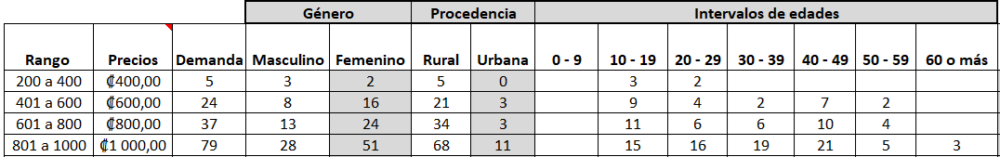 Género Procedencia Intervalos de edades
Rango Precios Demanda Masculino Femenino Rural Urbana 0 - 9 10 - 19 20 - 29 30 - 39 40 - 49 50 - 59 60 o más
200 a 400 ₡400,00 5 3 2 5 0 3 2
401 a 600 ₡600,00 24 8 16 21 3 9 4 2 7 2
601 a 800 ₡800,00 37 13 24 34 3 11 6 6 10 4
801 a 1000 ₡1 000,00 79 28 51 68 11 15 16 19 21 5 3